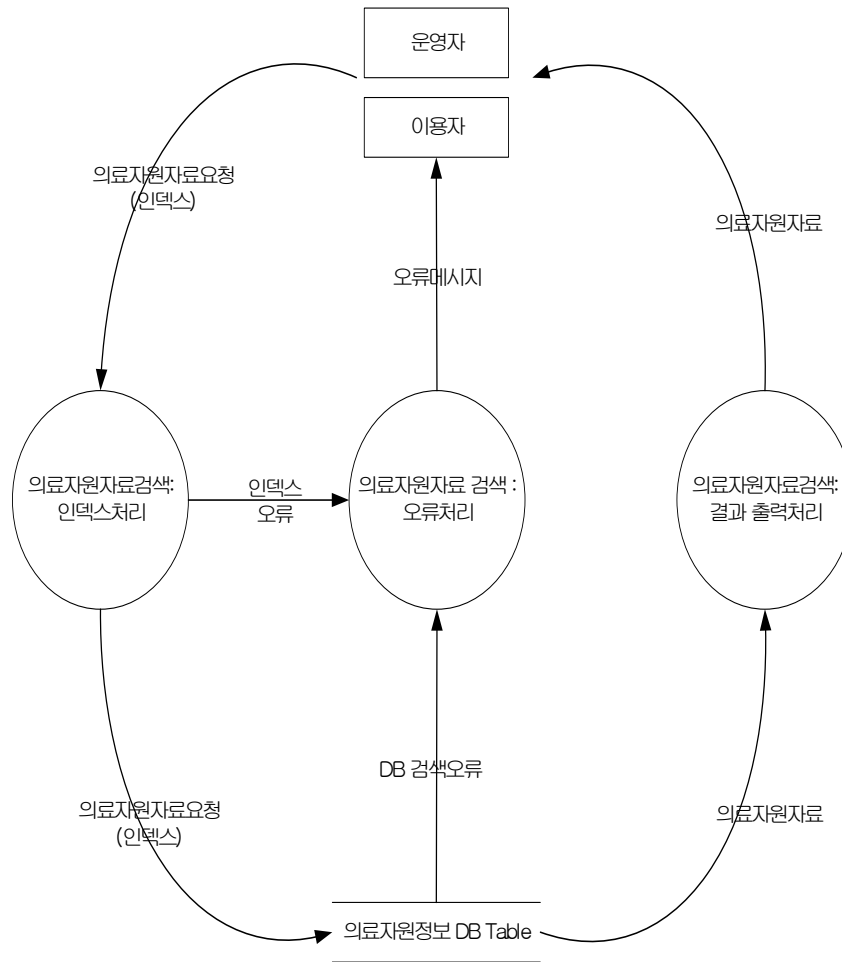 운영자
이용자
의료자원자료요청
(인덱스)
의료자원자료
오류메시지
의료자원자료검색:
인덱스처리
인덱스
오류
의료자원자료 검색 :
오류처리
의료자원자료검색:
결과 출력처리
DB 검색오류
의료자원자료요청
(인덱스)
의료자원자료
의료자원정보 DB Table